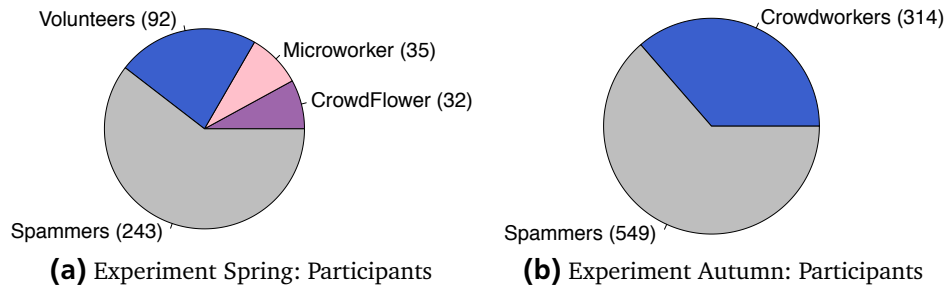 Volunteers (92)
Microworker (35)
CrowdFlower (32)
Spammers (243)
(a) Experiment Spring: Participants
Crowdworkers (314)
Spammers (549)
(b) Experiment Autumn: Participants